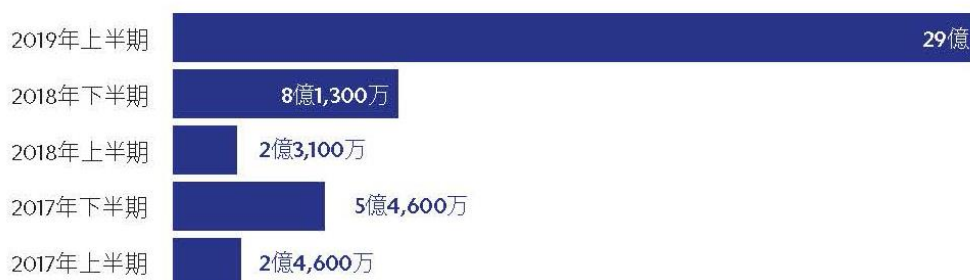 2019年上半期 29億
2018年下半期 8億1,300万
2018年上半期 2億3,100万
2017年下半期 5億4,600万
2017年上半期 2億4,600万